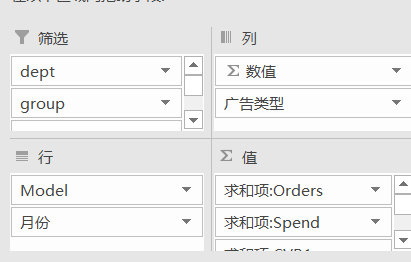 筛选
列
dept
group
Σ 数值
广告类型
行
Σ 值
Model
月份
求和项:Orders
求和项:Spend